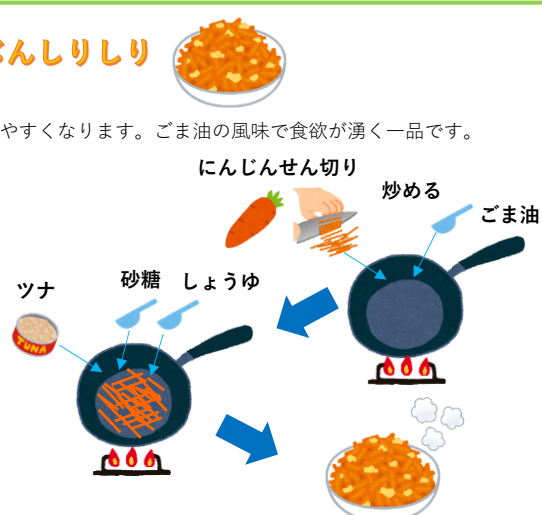 んしりしり
やすくなります。ごま油の風味で食欲が湧く一品です。
にんじんせん切り
炒める
ごま油
ツナ
砂糖
しょうゆ
TUNA